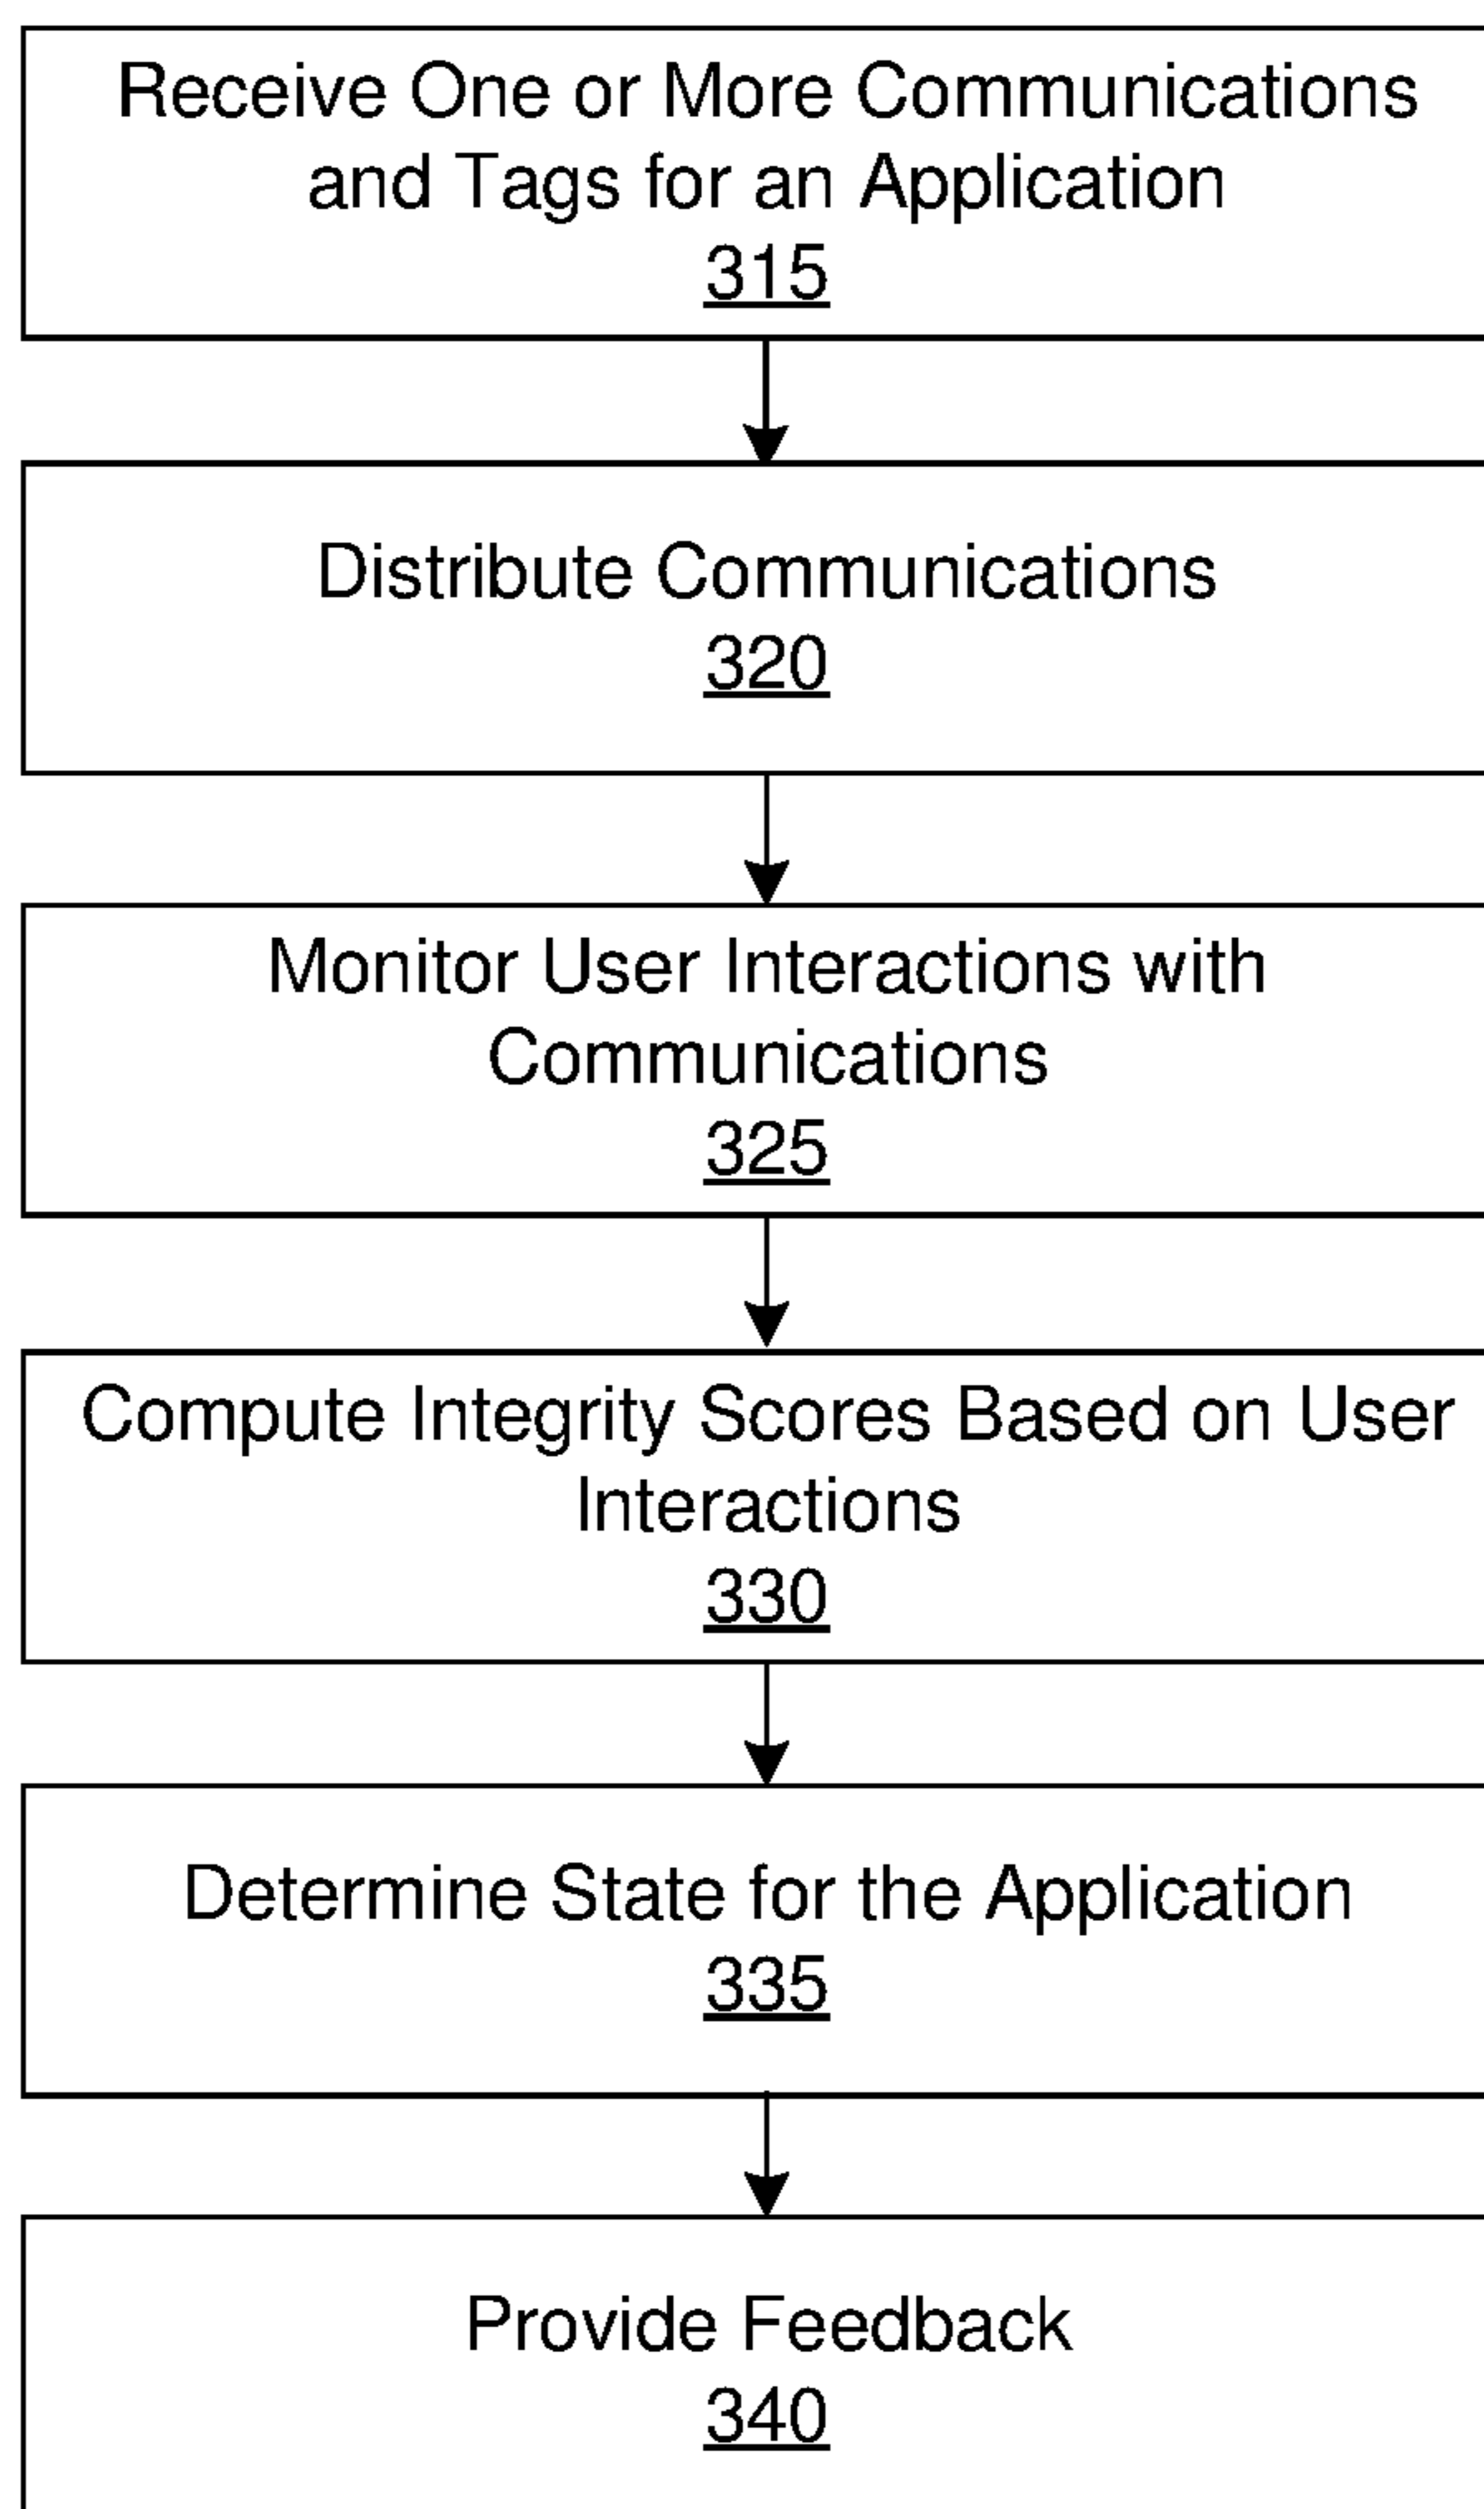 Receive One or More Communications
and Tags for an Application
315
Distribute Communications
320
Monitor User Interactions with
Communications
325
Compute Integrity Scores Based on User
Interactions
330
Determine State for the Application
335
Provide Feedback
340